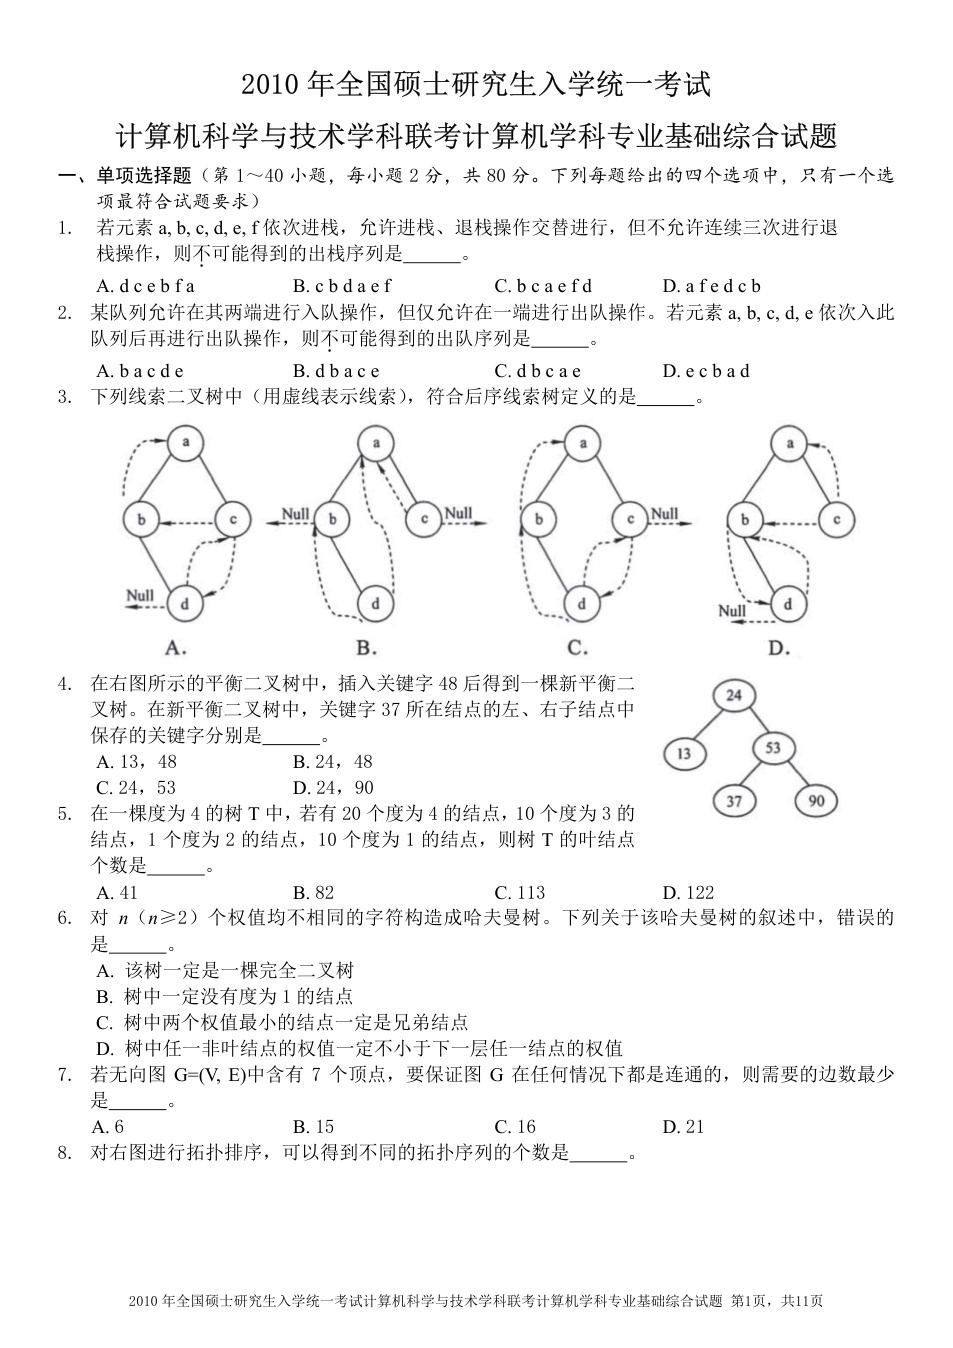 2010 年全国硕士研究生入学统一考试
计算机科学与技术学科联考计算机学科专业基础综合试题
一、单项选择题（第 1～40 小题，每小题 2 分，共 80 分。下列每题给出的四个选项中，只有一个选
项最符合试题要求）
1. 若元素 a, b, c, d, e, f 依次进栈，允许进栈、退栈操作交替进行，但不允许连续三次进行退
栈操作，则不可能得到的出栈序列是______。
A. d c e b f a B. c b d a e f C. b c a e f d D. a f e d c b
2. 某队列允许在其两端进行入队操作，但仅允许在一端进行出队操作。若元素 a, b, c, d, e 依次入此
队列后再进行出队操作，则不可能得到的出队序列是______。
A. b a c d e B. d b a c e C. d b c a e D. e c b a d
3. 下列线索二叉树中（用虚线表示线索），符合后序线索树定义的是______。
a a a a
b c Null b c Null b c Null b c
Null d d d Null d
A. B. C. D.
4. 在右图所示的平衡二叉树中，插入关键字 48 后得到一棵新平衡二
叉树。在新平衡二叉树中，关键字 37 所在结点的左、右子结点中
保存的关键字分别是______。
A. 13，48 B. 24，48
C. 24，53 D. 24，90
24
13 53
37 90
5. 在一棵度为 4 的树 T 中，若有 20 个度为 4 的结点，10 个度为 3 的
结点，1 个度为 2 的结点，10 个度为 1 的结点，则树 T 的叶结点
个数是______。
A. 41 B. 82 C. 113 D. 122
6. 对 n（n≥2）个权值均不相同的字符构造成哈夫曼树。下列关于该哈夫曼树的叙述中，错误的
是______。
A. 该树一定是一棵完全二叉树
B. 树中一定没有度为 1 的结点
C. 树中两个权值最小的结点一定是兄弟结点
D. 树中任一非叶结点的权值一定不小于下一层任一结点的权值
7. 若无向图 G=(V, E)中含有 7 个顶点，要保证图 G 在任何情况下都是连通的，则需要的边数最少
是______。
A. 6 B. 15 C. 16 D. 21
8. 对右图进行拓扑排序，可以得到不同的拓扑序列的个数是______。
2010 年全国硕士研究生入学统一考试计算机科学与技术学科联考计算机学科专业基础综合试题 第1页，共11页